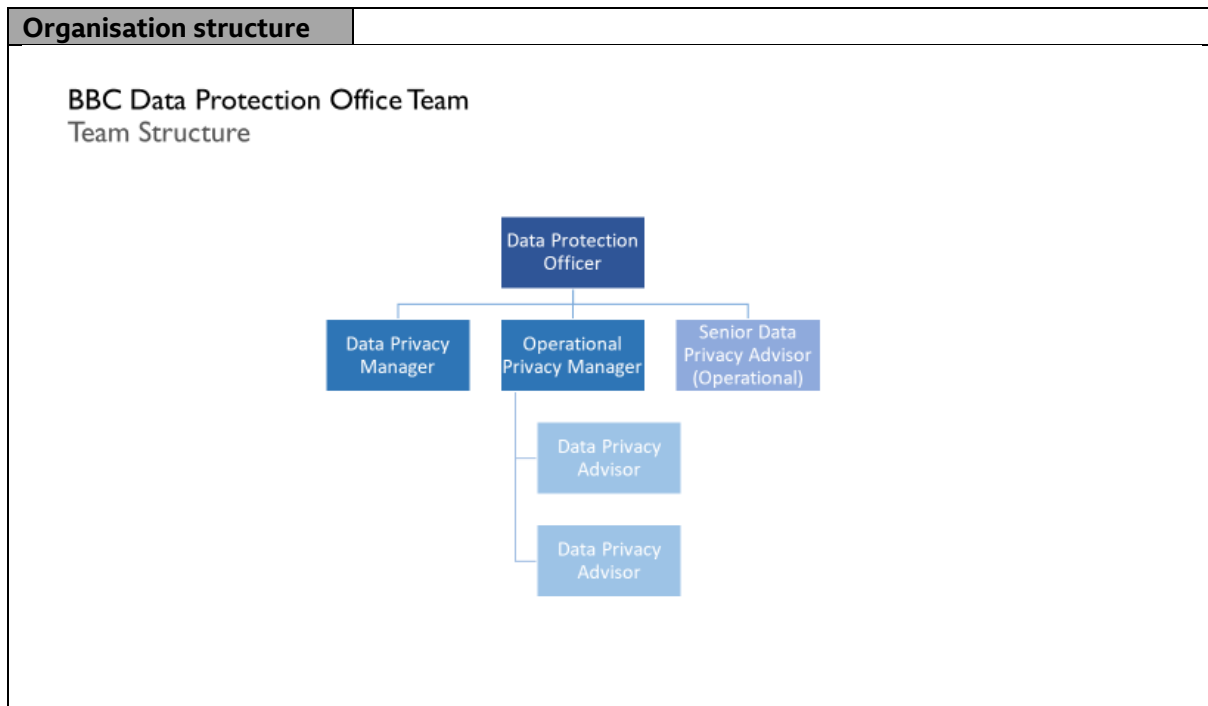 Organisation structure
BBC Data Protection Office Team
Team Structure
Data Protection
Officer
Data Privacy
Manager
Operational
Privacy Manager
Senior Data
Privacy Advisor
(Operational)
Data Privacy
Advisor
Data Privacy
Advisor